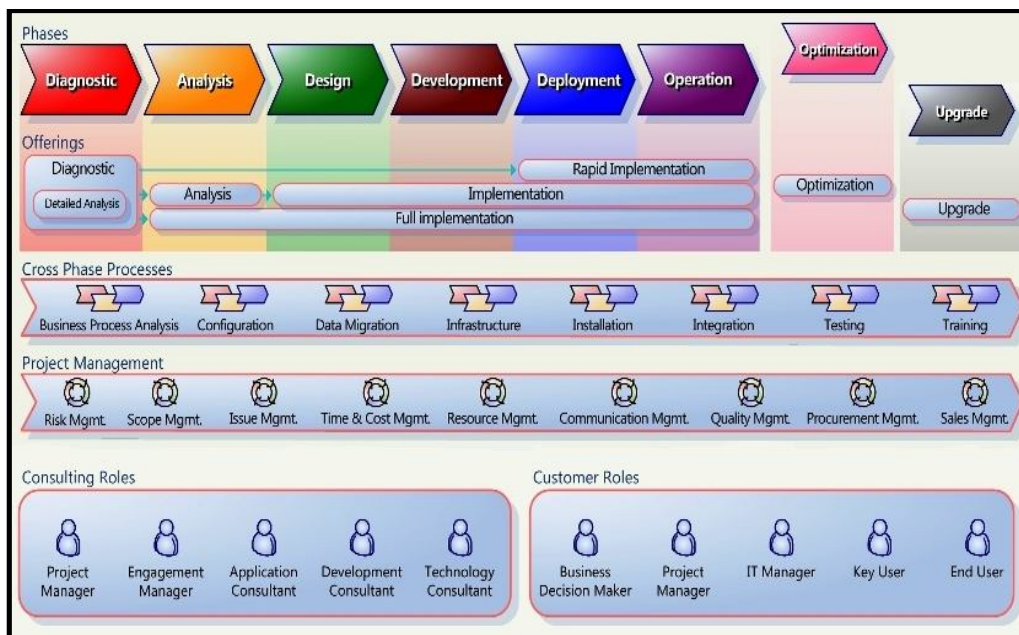 Phases
Diagnostic
Analysis
Design
Development
Deployment
Operation
Optimization
Upgrade
Offerings
Diagnostic
Detailed Analysis
Rapid Implementation
Analysis
Implementation
Full implementation
Optimization
Upgrade
Cross Phase Processes
Business Process Analysis
Configuration
Data Migration
Infrastructure
Installation
Integration
Testing
Training
Project Management
Risk Mgmt.
Scope Mgmt.
Issue Mgmt.
Time & Cost Mgmt.
Resource Mgmt.
Communication Mgmt.
Quality Mgmt.
Procurement Mgmt.
Sales Mgmt.
Consulting Roles
Project
Manager
Engagement
Manager
Application
Consultant
Development
Consultant
Technology
Consultant
Customer Roles
Business
Decision Maker
Project
Manager
IT Manager
Key User
End User